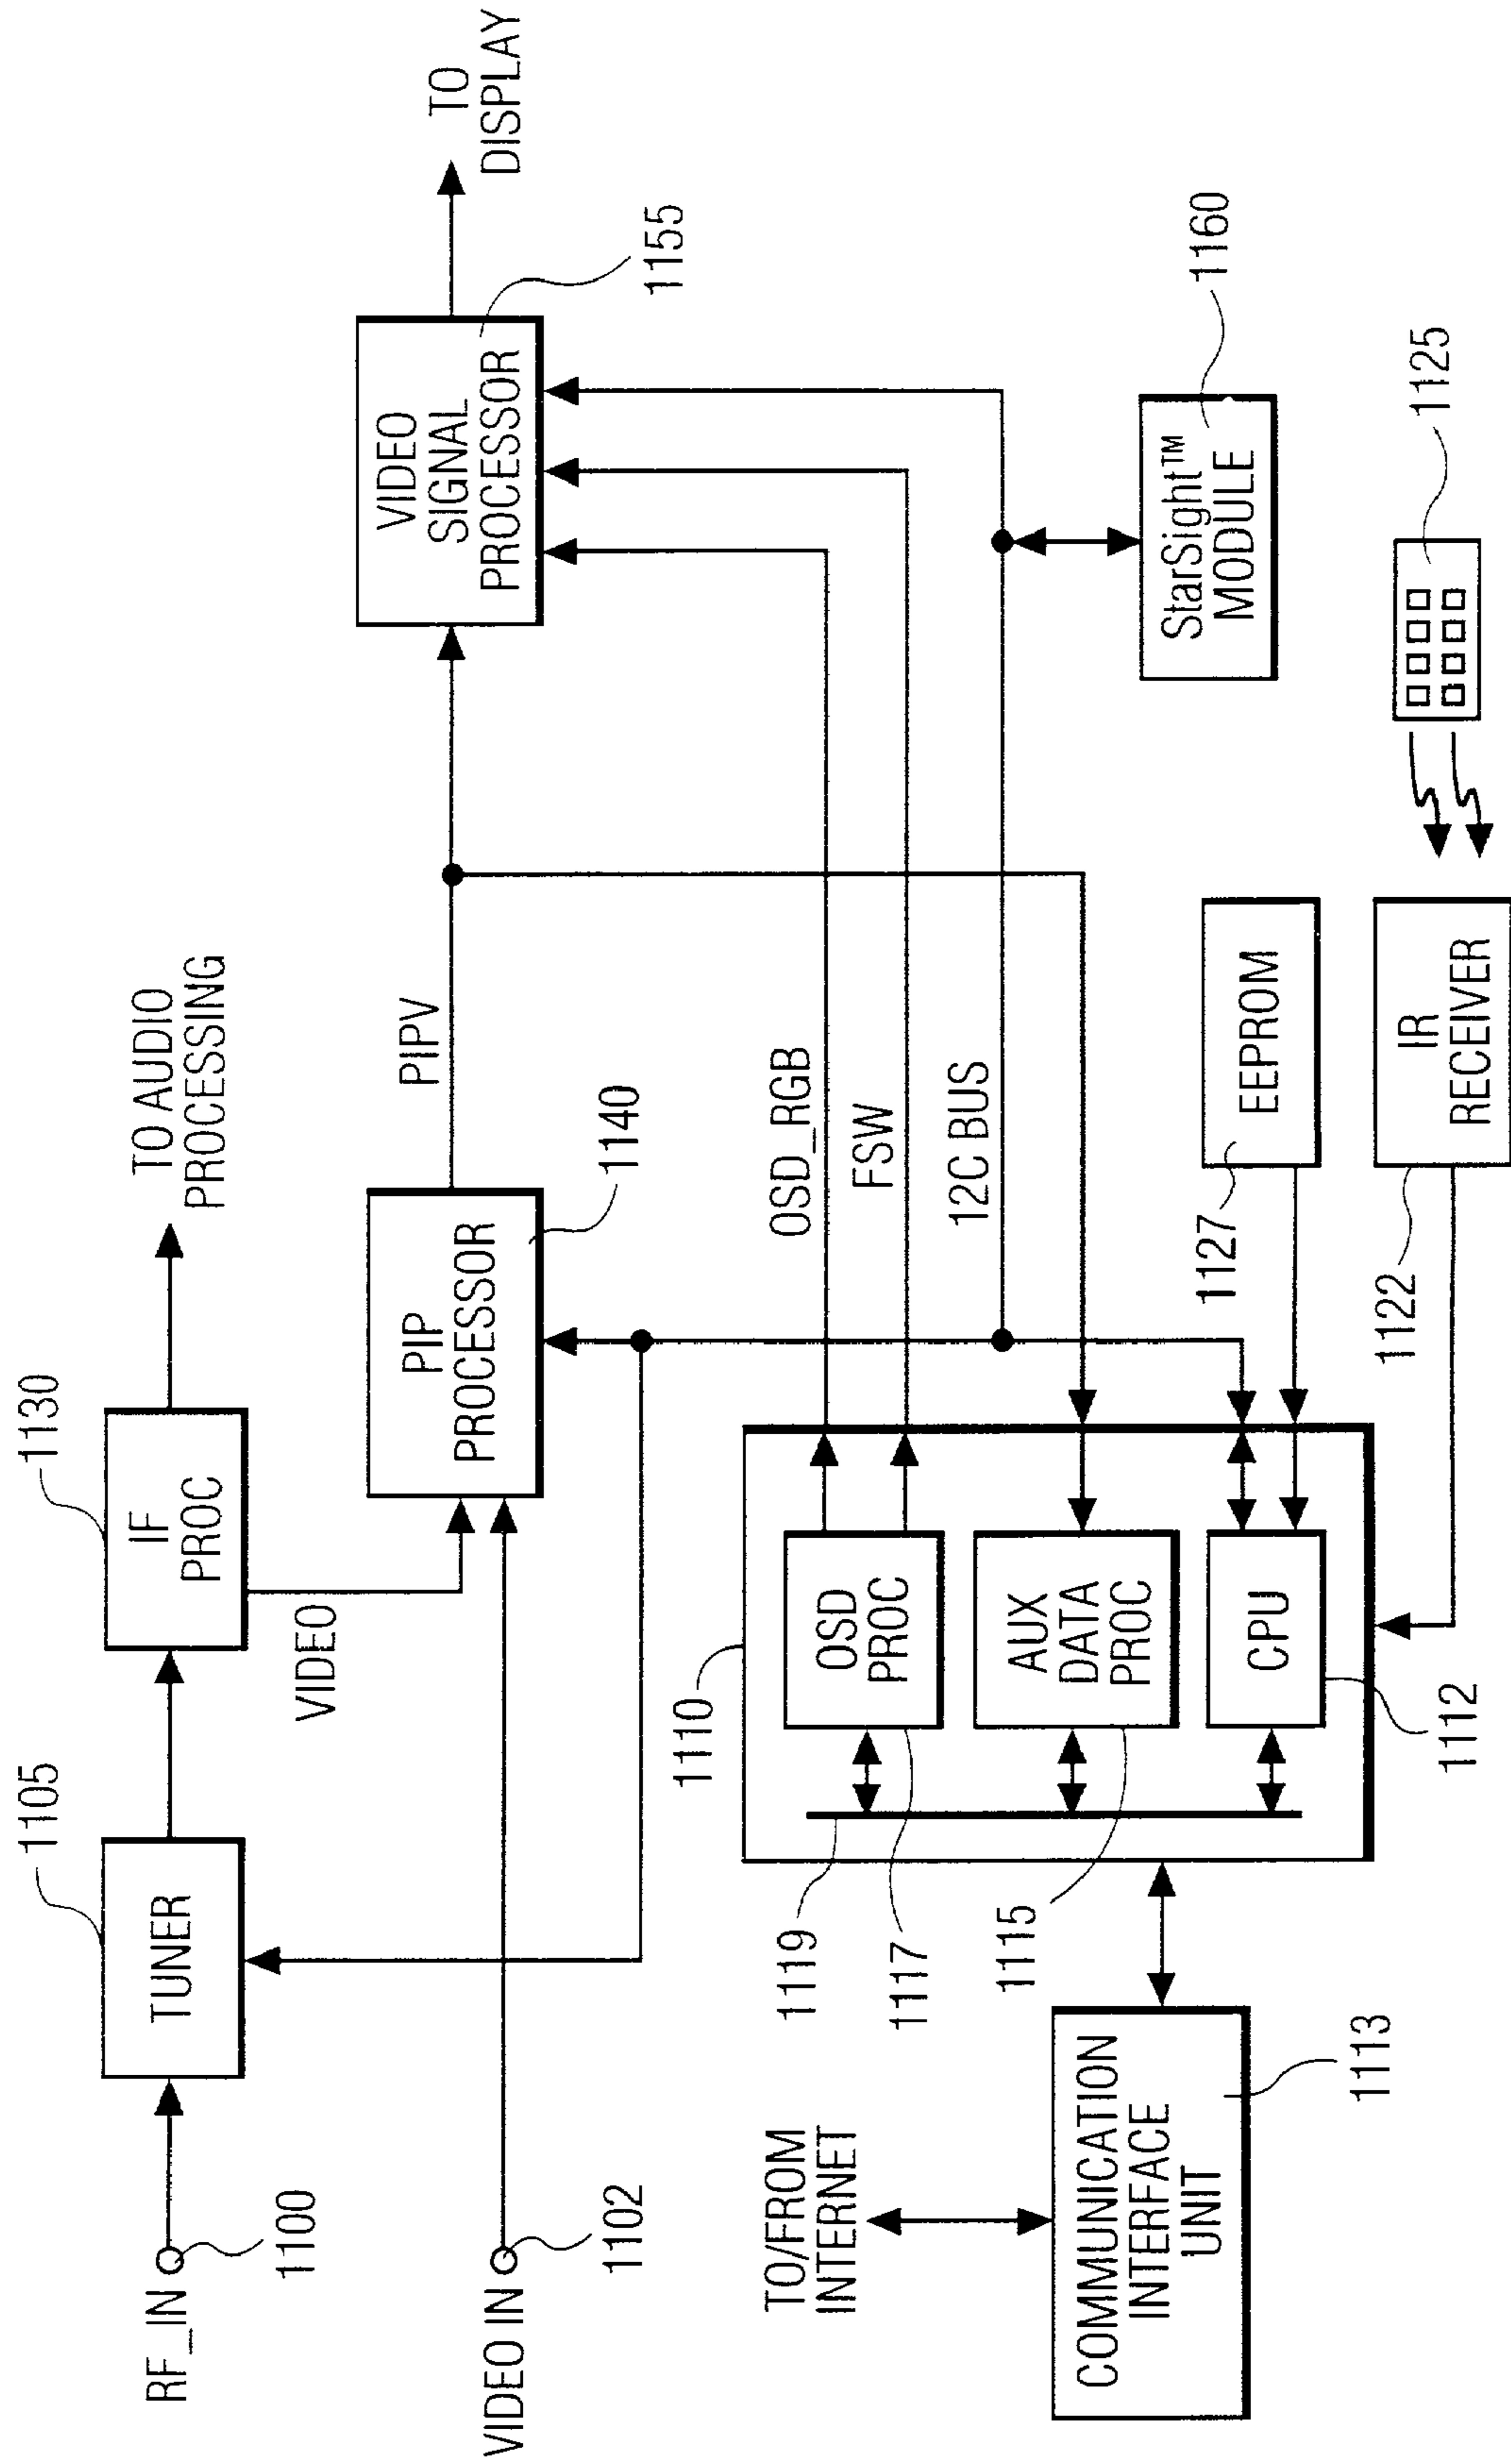 RF_IN
1100
TUNER
1105
IF
PROC
1130
TO AUDIO
PROCESSING
VIDEO
VIDEO IN
1102
PIP
PROCESSOR
1140
PIPV
VIDEO
SIGNAL
PROCESSOR
1155
TO
DISPLAY
OSD_RGB
FSW
12C BUS
StarSight™
MODULE
1160
1110
OSD
PROC
AUX
DATA
PROC
CPU
1112
1119
1117
1115
EEPROM
1127
IR
RECEIVER
1122
1125
TO/FROM
INTERNET
COMMUNICATION
INTERFACE
UNIT
1113